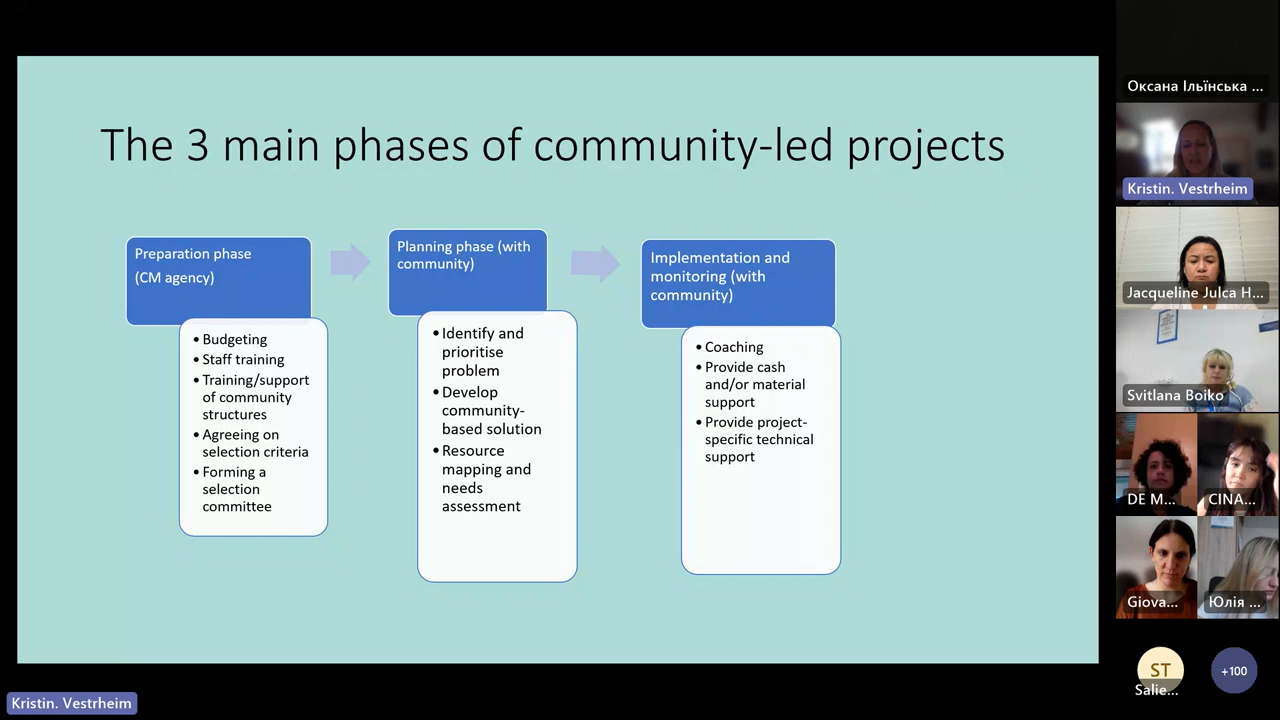 The 3 main phases of community-led projects
Preparation phase
(CM agency)
• Budgeting
• Staff training
• Training/support
of community
structures
• Agreeing on
selection criteria
• Forming a
selection
committee
Planning phase (with
community)
• Identify and
prioritise
problem
• Develop
community-
based solution
• Resource
mapping and
needs
assessment
Implementation and
monitoring (with
community)
• Coaching
• Provide cash
and/or material
support
• Provide project-
specific technical
support
Оксана Ільїнська ...
Kristin. Vestrheim
Jacqueline Julca H...
Svitlana Boiko
DE M...
CINA...
Giova...
Юлія ...
ST
Salie...
+100
Kristin. Vestrheim